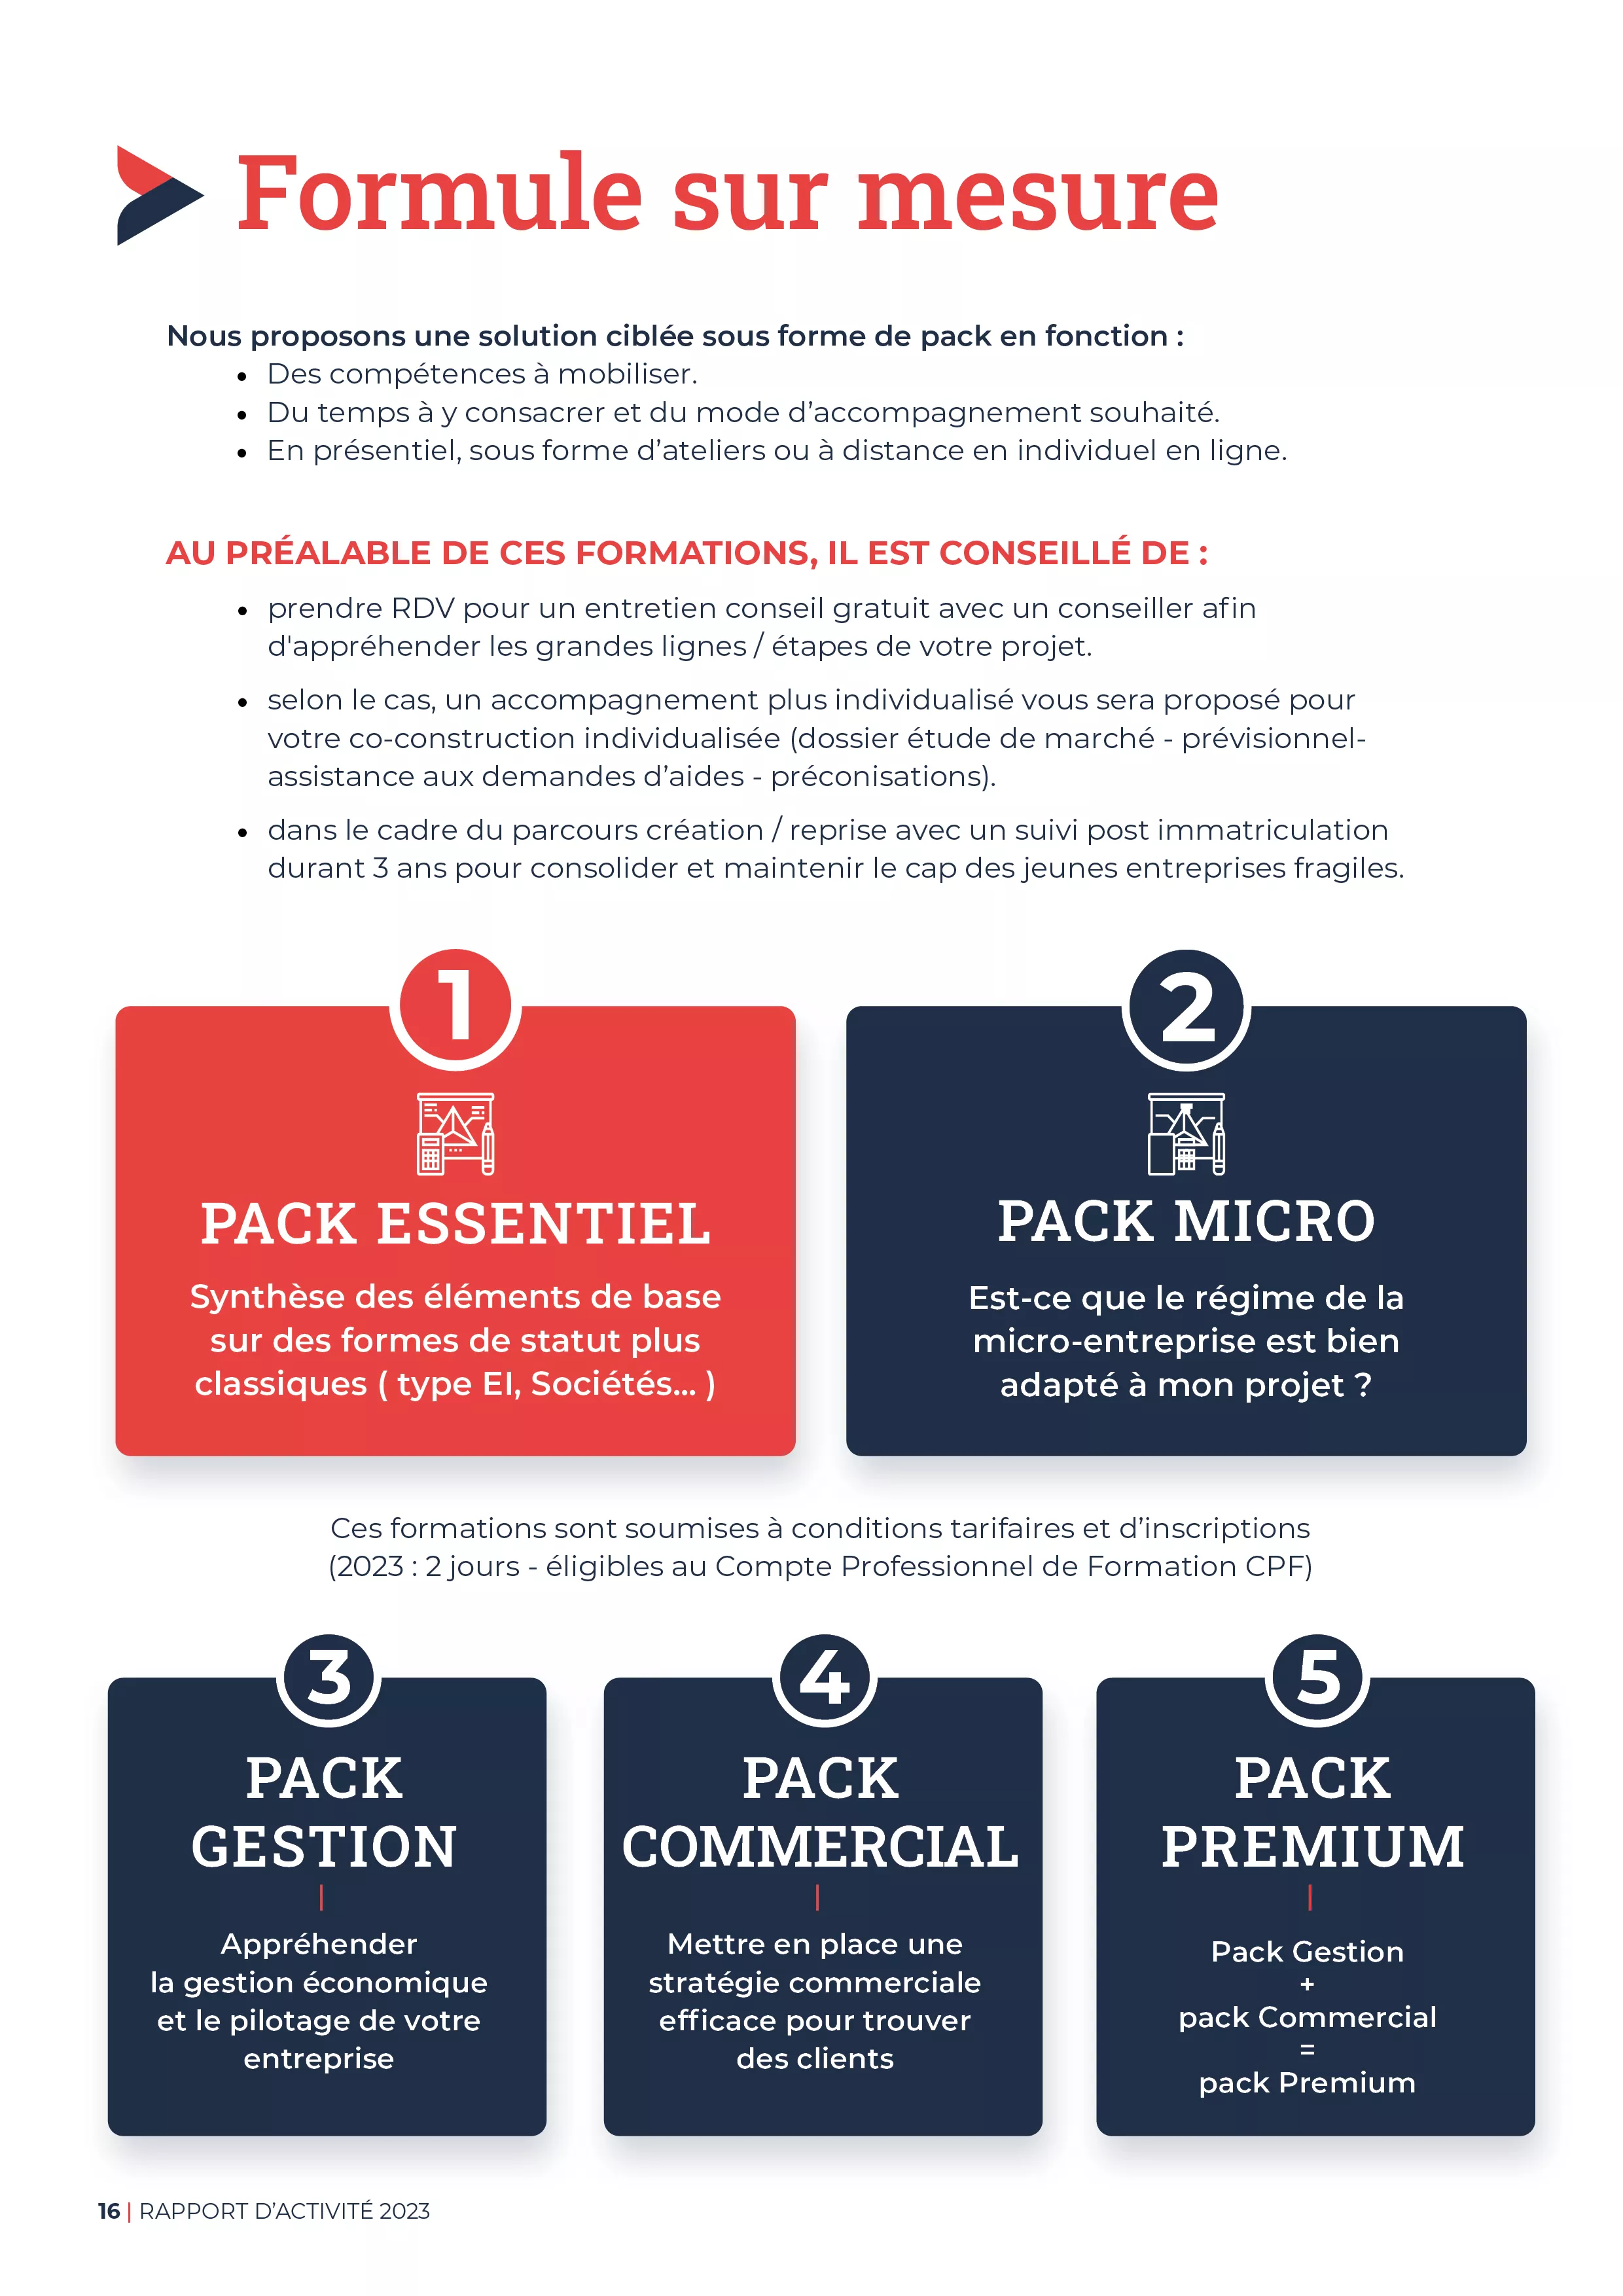 Formule sur mesure
Nous proposons une solution ciblée sous forme de pack en fonction :
• Des compétences à mobiliser.
• Du temps à y consacrer et du mode d’accompagnement souhaité.
• En présentiel, sous forme d’ateliers ou à distance en individuel en ligne.
AU PRÉALABLE DE CES FORMATIONS, IL EST CONSEILLÉ DE :
• prendre RDV pour un entretien conseil gratuit avec un conseiller afin
d'appréhender les grandes lignes / étapes de votre projet.
• selon le cas, un accompagnement plus individualisé vous sera proposé pour
votre co-construction individualisée (dossier étude de marché - prévisionnel-
assistance aux demandes d’aides - préconisations).
• dans le cadre du parcours création / reprise avec un suivi post immatriculation
durant 3 ans pour consolider et maintenir le cap des jeunes entreprises fragiles.
1
PACK ESSENTIEL
Synthèse des éléments de base
sur des formes de statut plus
classiques ( type EI, Sociétés... )
2
PACK MICRO
Est-ce que le régime de la
micro-entreprise est bien
adapté à mon projet ?
Ces formations sont soumises à conditions tarifaires et d’inscriptions
(2023 : 2 jours - éligibles au Compte Professionnel de Formation CPF)
3
PACK
GESTION
Appréhender
la gestion économique
et le pilotage de votre
entreprise
4
PACK
COMMERCIAL
Mettre en place une
stratégie commerciale
efficace pour trouver
des clients
5
PACK
PREMIUM
Pack Gestion
+
pack Commercial
=
pack Premium
16 | RAPPORT D’ACTIVITÉ 2023